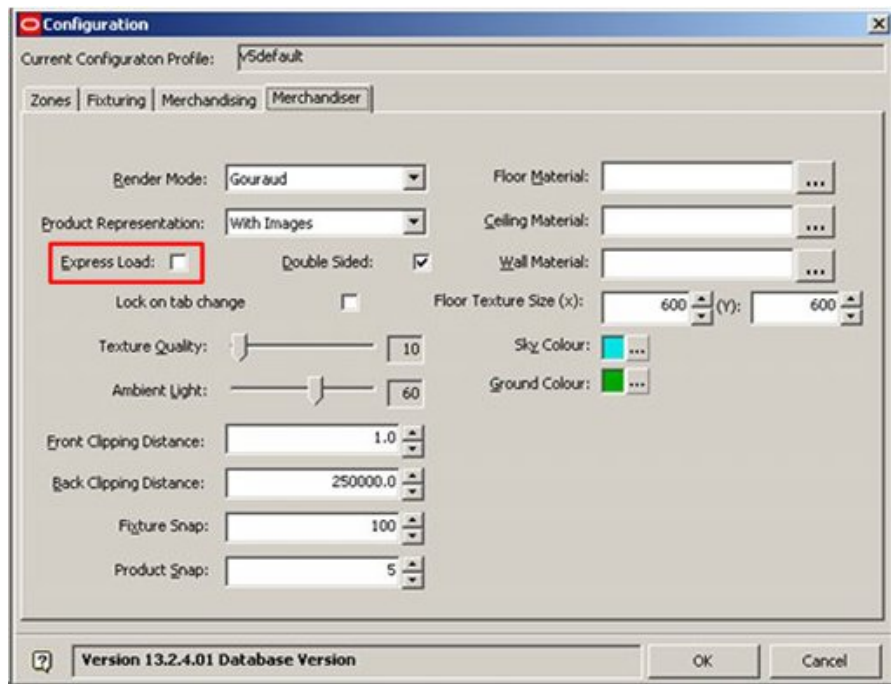 Configuration
Current Configuraton Profile: v5default
Zones Fixturing Merchandising Merchandiser
Render Mode: Gouraud Floor Material: ...
Product Representation: With Images Ceiling Material: ...
Express Load: Double Sided: Wall Material: ...
Lock on tab change Floor Texture Size (x): 600 (Y): 600
Texture Quality: 10 Sky Colour: ...
Ambient Light: 60 Ground Colour: ...
Front Clipping Distance: 1.0
Back Clipping Distance: 250000.0
Fixture Snap: 100
Product Snap: 5
? Version 13.2.4.01 Database Version OK Cancel